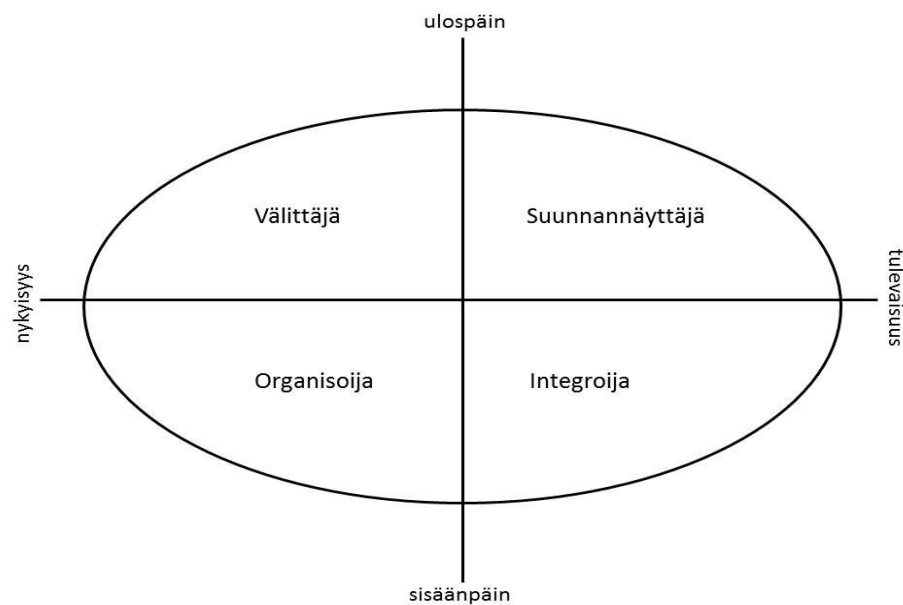 ulospäin
Välittäjä
Suunnannäyttäjä
nykyisyys
tulevaisuus
Organisoija
Integroija
sisäänpäin